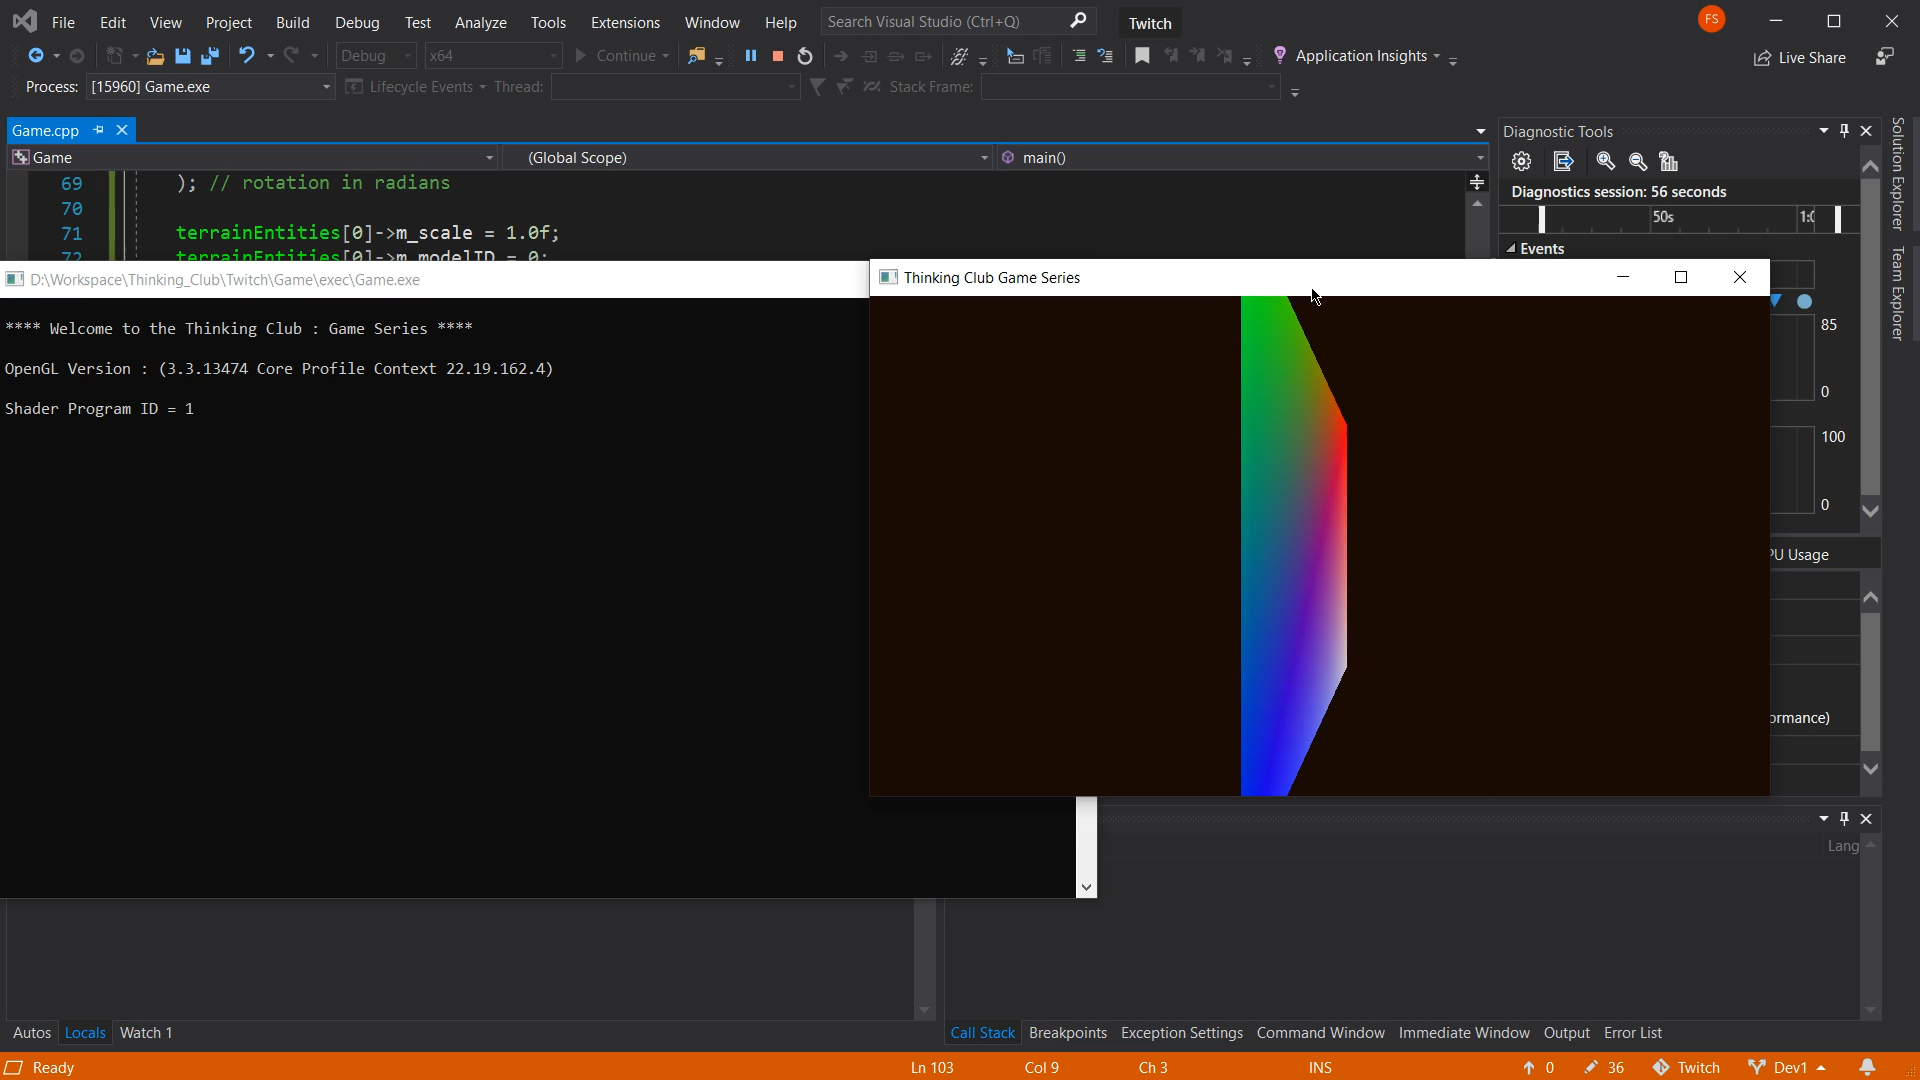 File Edit View Project Build Debug Test Analyze Tools Extensions Window Help Search Visual Studio (Ctrl+Q) Twitch FS
Debug x64 Continue Application Insights Live Share
Process: [15960] Game.exe Lifecycle Events Thread: Stack Frame:
Game.cpp
Diagnostic Tools
Game (Global Scope) main()
69 ); // rotation in radians
70
71 terrainEntities[0]->m_scale = 1.0f;
72 terrainEntities[0]->m_modelID = 0;
Diagnostics session: 56 seconds
50s
Events
Solution Explorer
Team Explorer
D:\Workspace\Thinking_Club\Twitch\Game\exec\Game.exe
Thinking Club Game Series
**** Welcome to the Thinking Club : Game Series ****
OpenGL Version : (3.3.13474 Core Profile Context 22.19.162.4)
Shader Program ID = 1
85
0
100
0
PU Usage
ormance)
Lang
Autos Locals Watch 1
Call Stack Breakpoints Exception Settings Command Window Immediate Window Output Error List
Ready Ln 103 Col 9 Ch 3 INS 0 36 Twitch Dev1